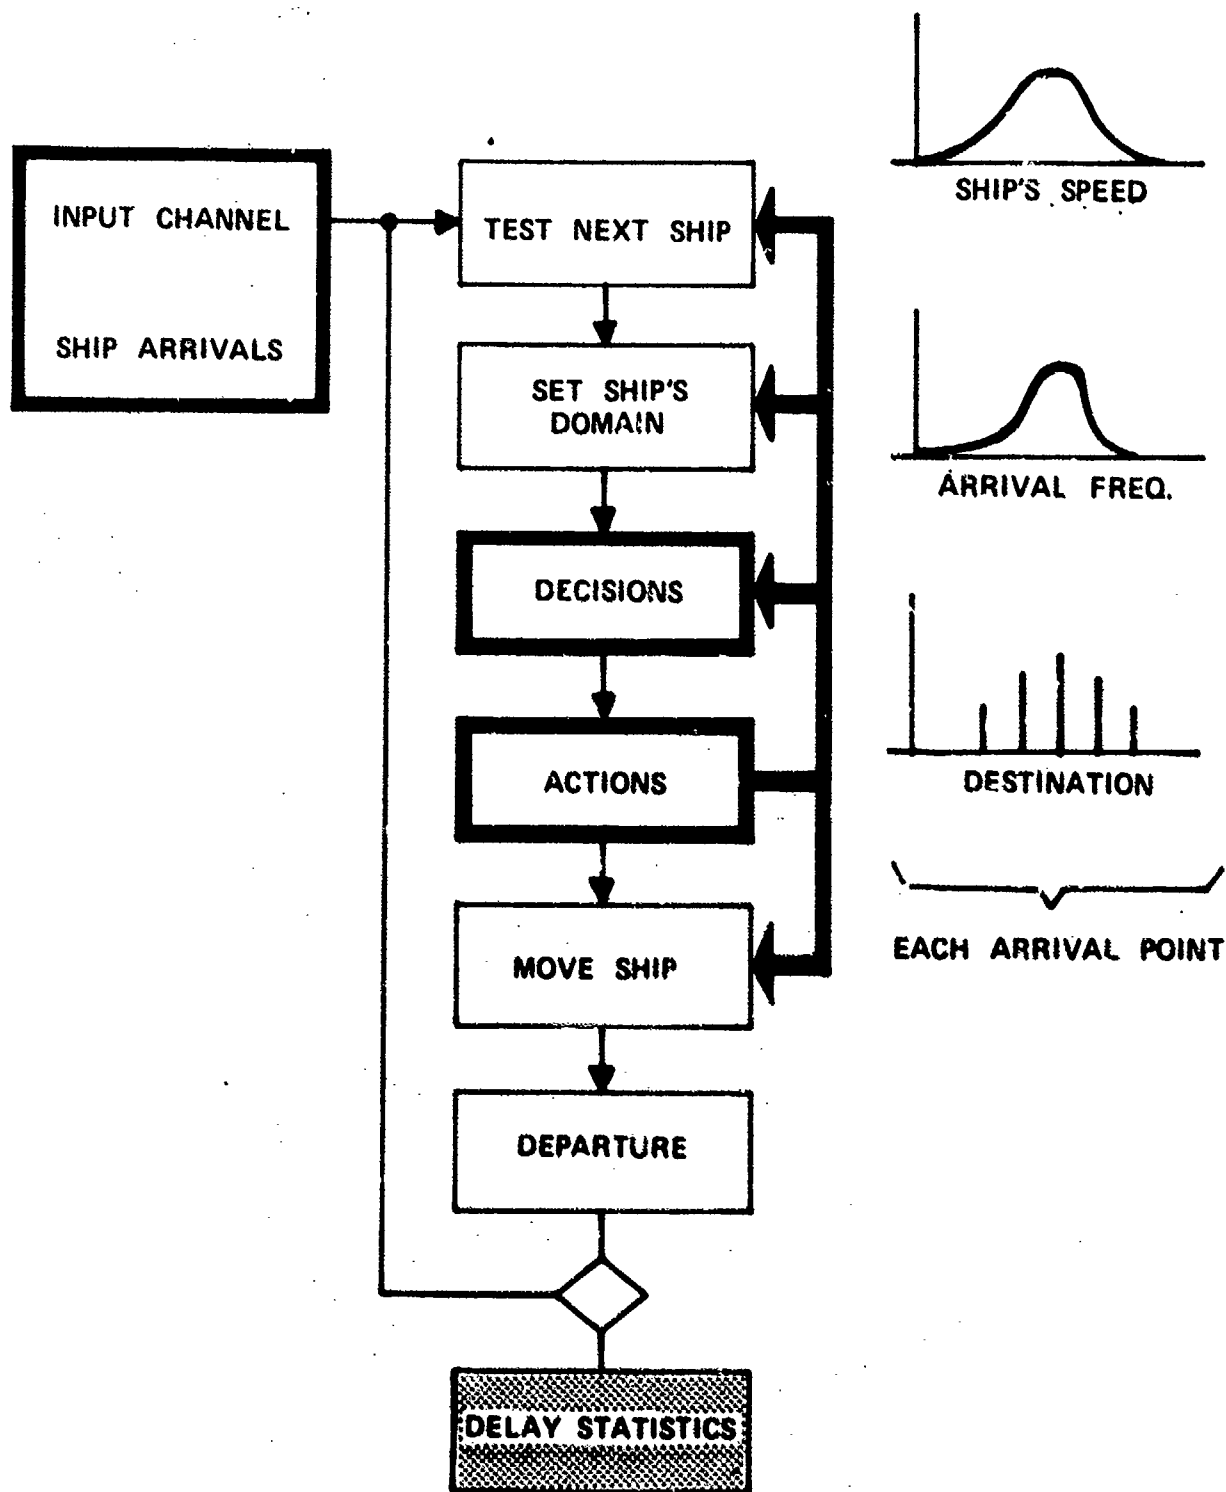 INPUT CHANNEL
SHIP ARRIVALS
TEST NEXT SHIP
SET SHIP'S
DOMAIN
DECISIONS
ACTIONS
MOVE SHIP
DEPARTURE
DELAY STATISTICS
SHIP'S SPEED
ARRIVAL FREQ.
DESTINATION
EACH ARRIVAL POINT